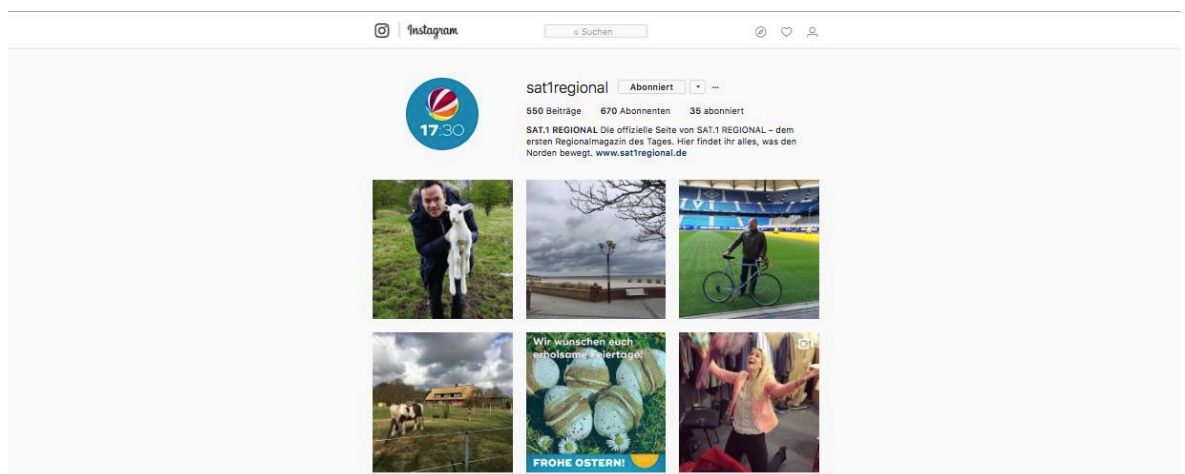 Instagram
Suchen
sat1regional Abonniert
550 Beiträge 670 Abonnenten 35 abonniert
SAT.1 REGIONAL Die offizielle Seite von SAT.1 REGIONAL – dem
ersten Regionalmagazin des Tages. Hier findet ihr alles, was den
Norden bewegt. www.sat1regional.de
17:30
Wir wünschen euch
erholsame Feiertage!
FROHE OSTERN!